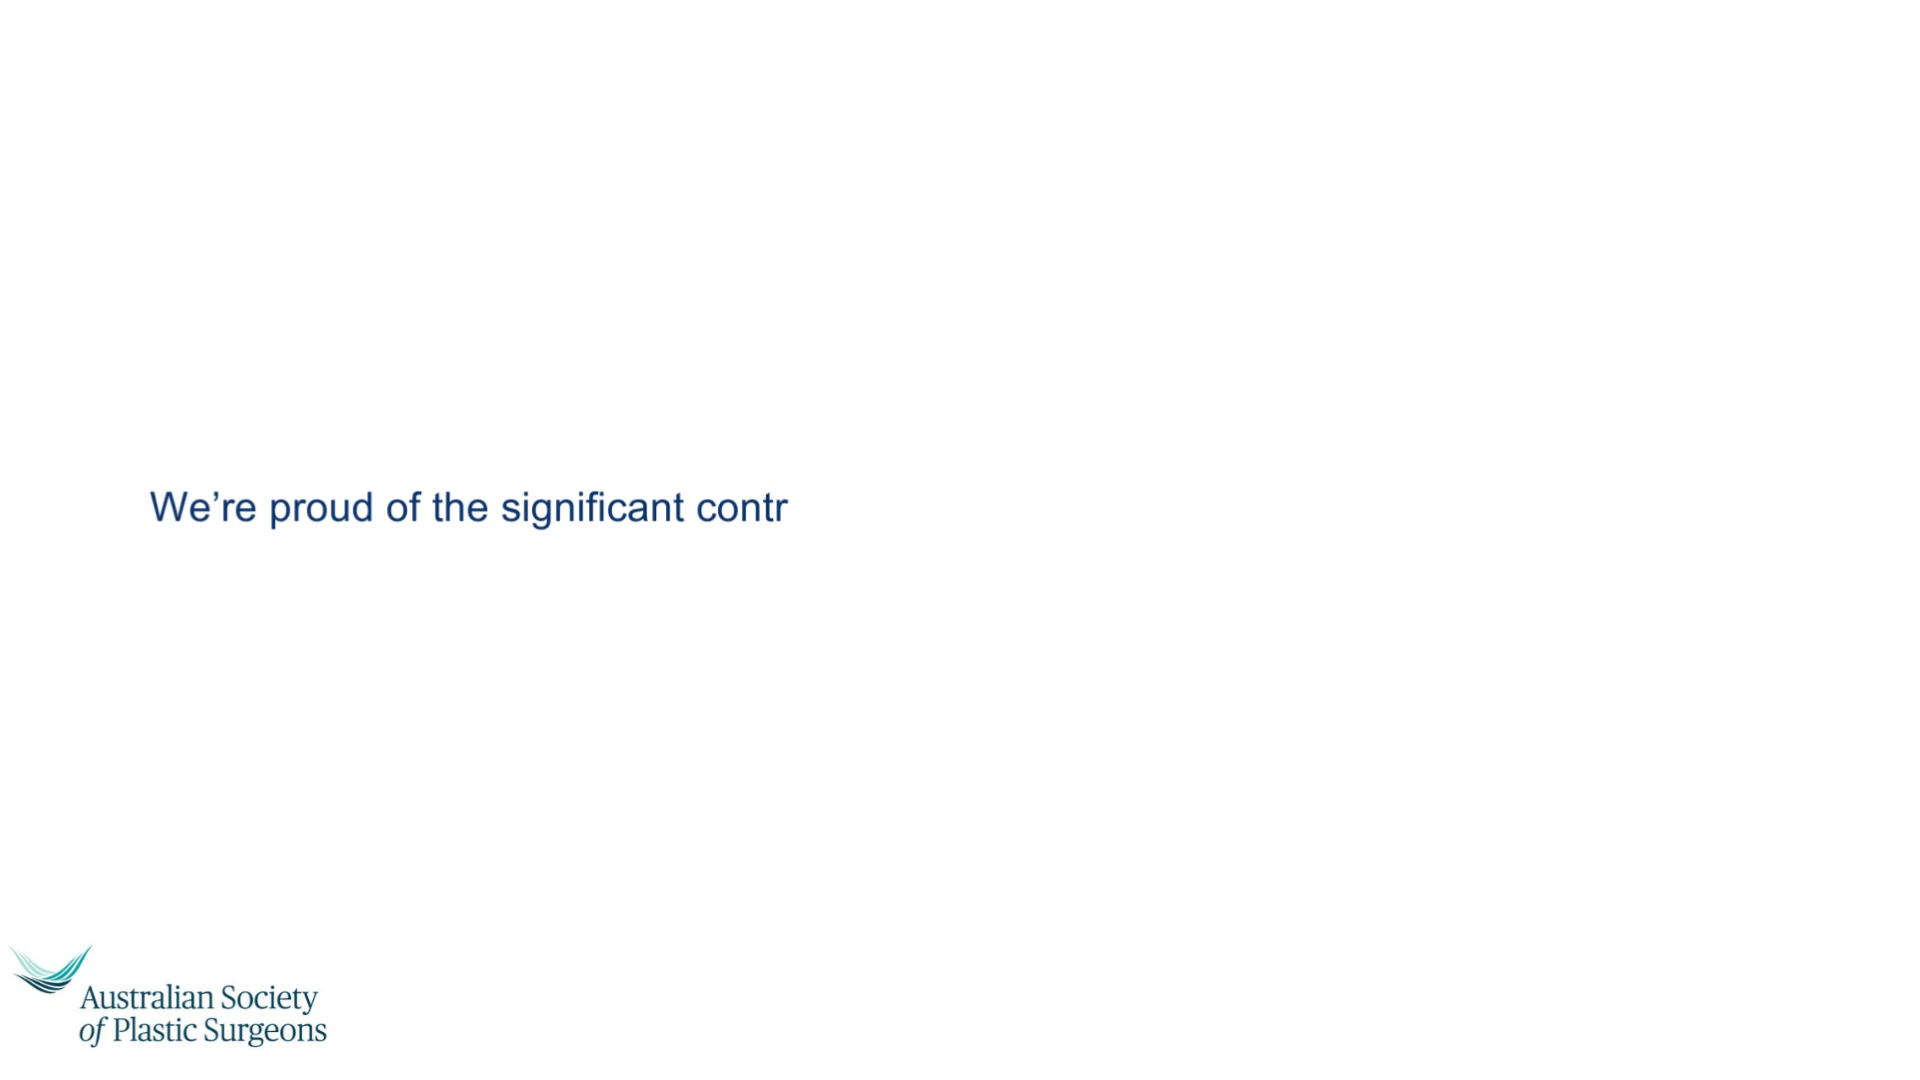 We’re proud of the significant contr
Australian Society
of Plastic Surgeons